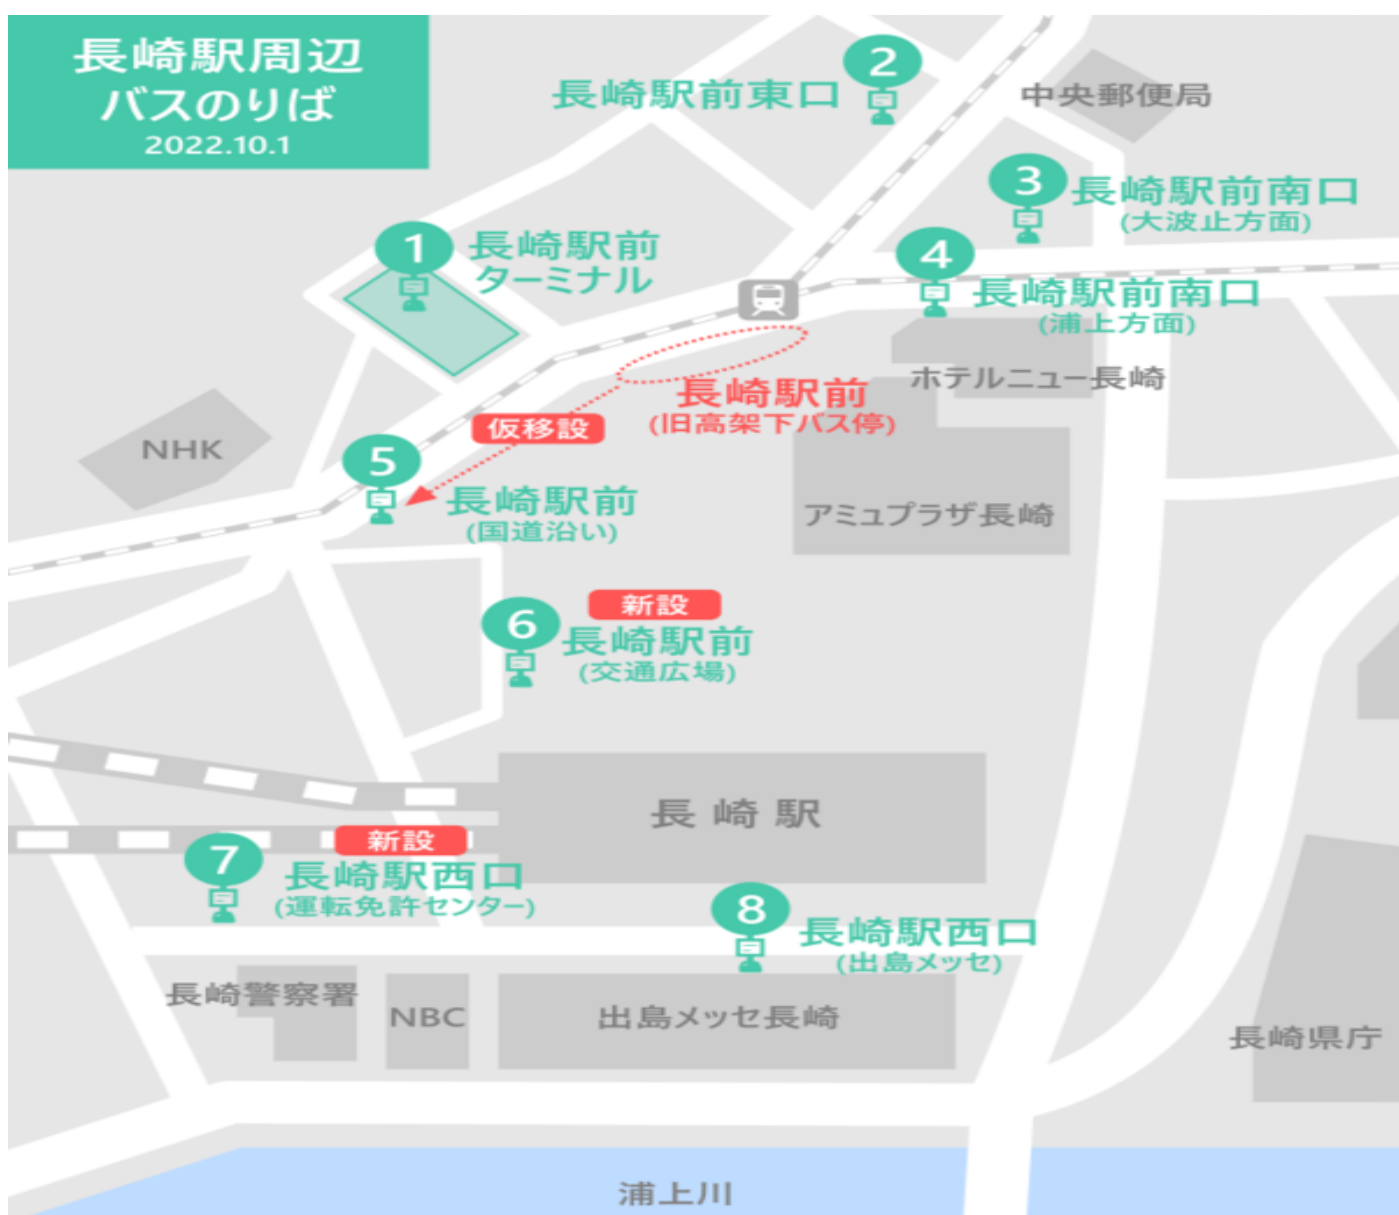 長崎駅周辺
バスのりば
2022.10.1
2
長崎駅前東口
中央郵便局
3
長崎駅前南口
(大波止方面)
1
長崎駅前
ターミナル
4
長崎駅前南口
(浦上方面)
ホテルニュー長崎
長崎駅前
(旧高架下バス停)
仮移設
NHK
5
長崎駅前
(国道沿い)
アミュプラザ長崎
新設
6
長崎駅前
(交通広場)
長崎駅
新設
7
長崎駅西口
(運転免許センター)
8
長崎駅西口
(出島メッセ)
長崎警察署
NBC
出島メッセ長崎
長崎県庁
浦上川